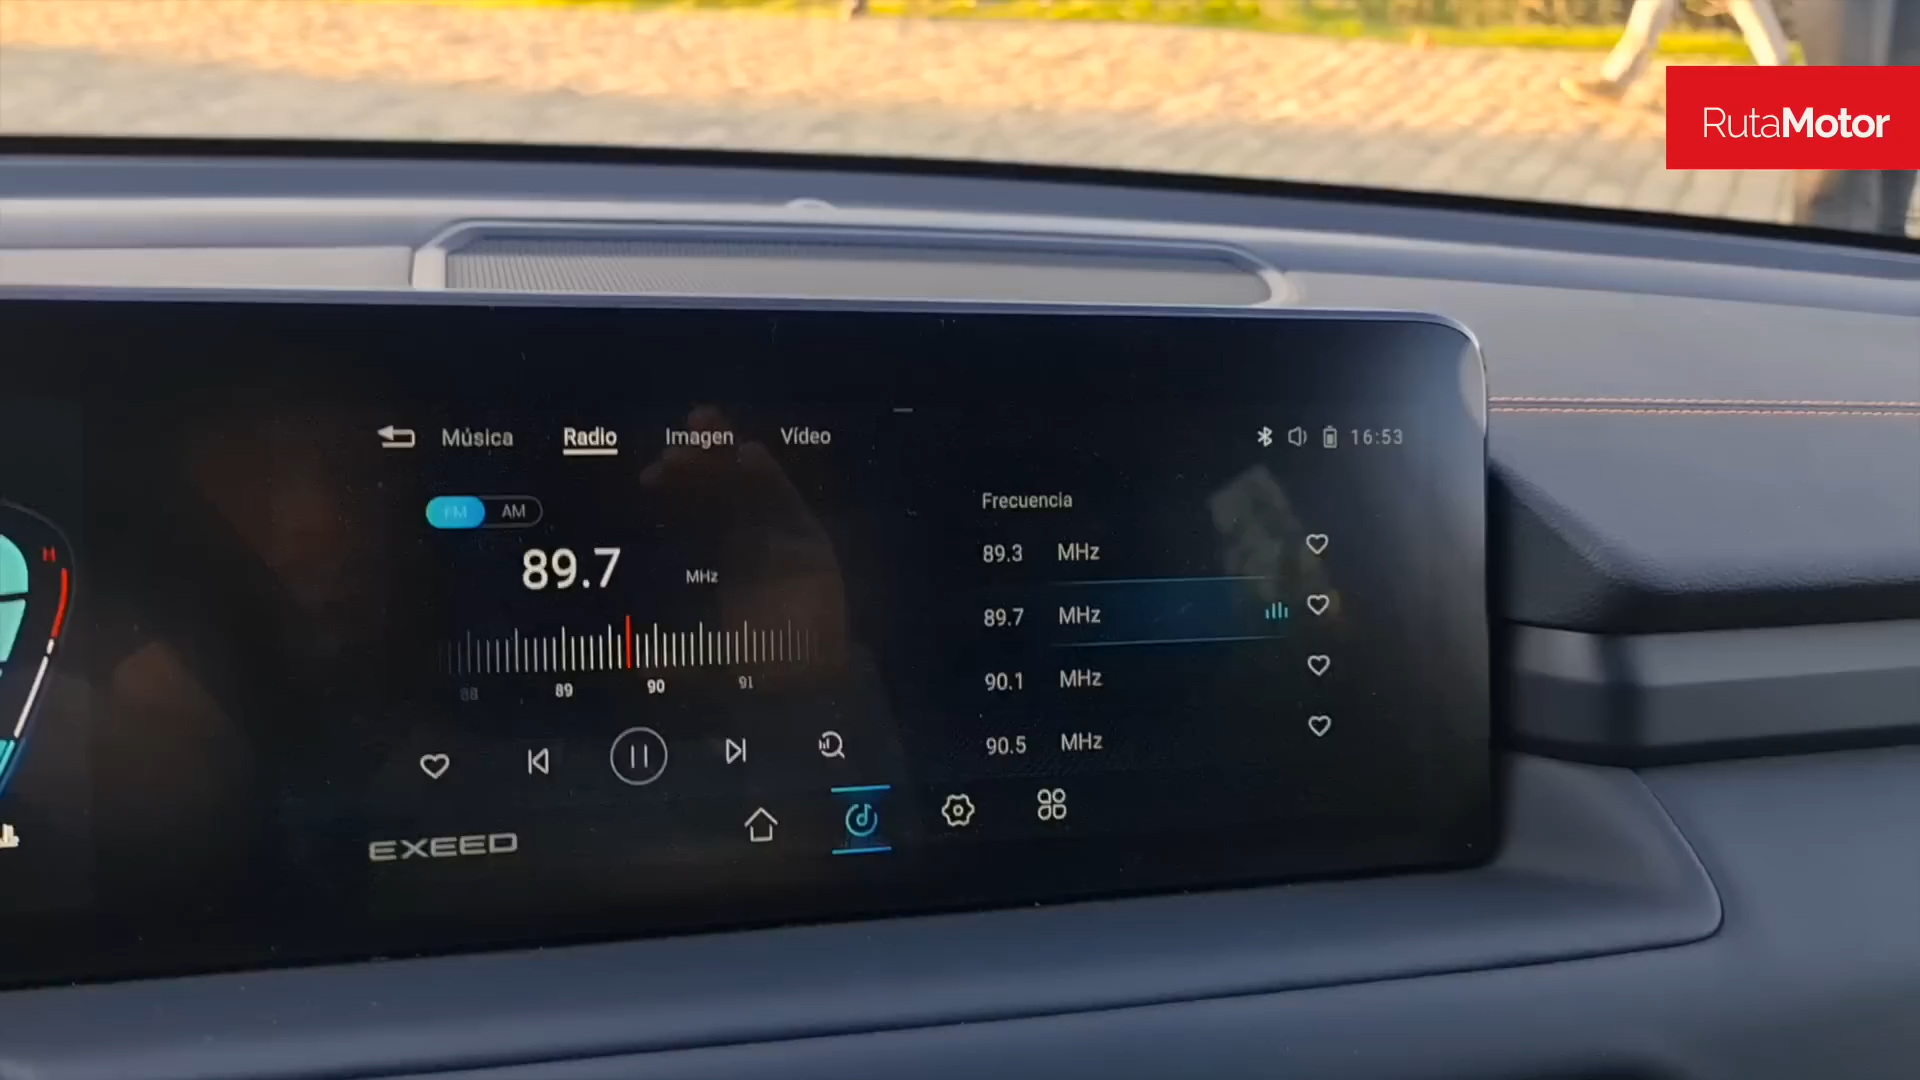 RutaMotor
Música Radio Imagen Vídeo
16:53
FM AM
89.7 MHz
88 89 90 91
Frecuencia
89.3 MHz
89.7 MHz
90.1 MHz
90.5 MHz
H
EXEED